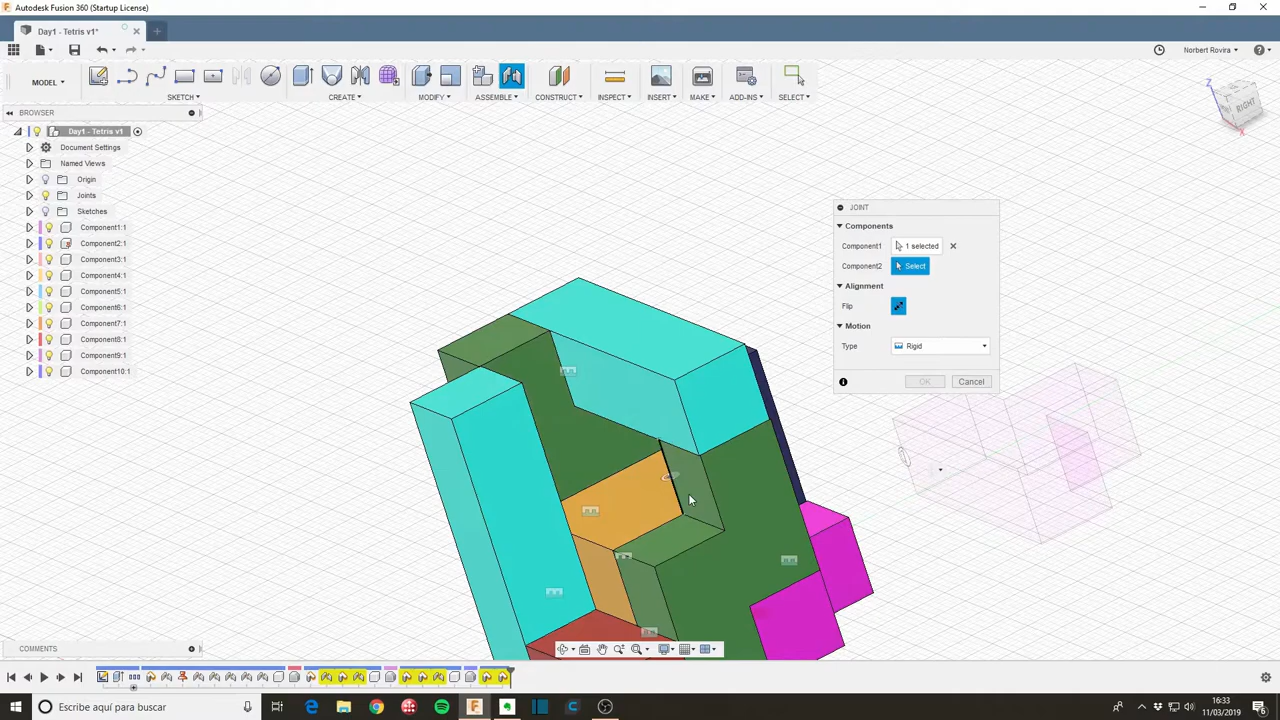 Autodesk Fusion 360 (Startup License)
Day1 - Tetris v1*
Norbert Rovira
MODEL
SKETCH
CREATE
MODIFY
ASSEMBLE
CONSTRUCT
INSPECT
INSERT
MAKE
ADD-INS
SELECT
BROWSER
Day1 - Tetris v1
Document Settings
Named Views
Origin
Joints
Sketches
Component1:1
Component2:1
Component3:1
Component4:1
Component5:1
Component6:1
Component7:1
Component8:1
Component9:1
Component10:1
Z
RIGHT
X
JOINT
Components
Component1 1 selected
Component2 Select
Alignment
Flip
Motion
Type Rigid
OK Cancel
COMMENTS
Escribe aquí para buscar
16:33
11/03/2019